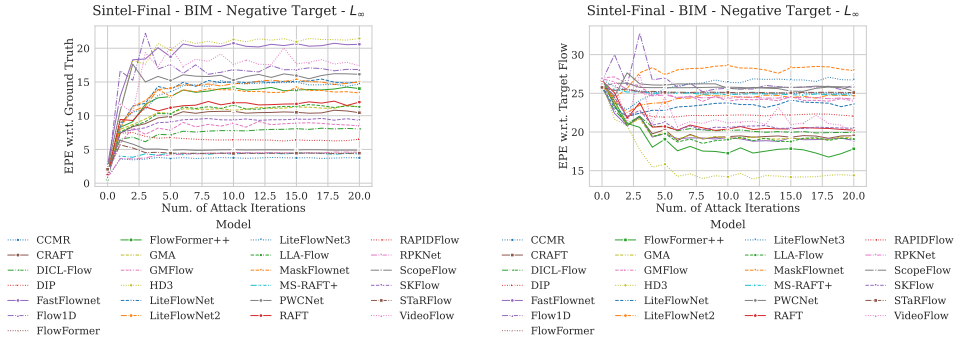 Sintel-Final - BIM - Negative Target - L∞
EPE w.r.t. Ground Truth
20
15
10
5
0
0.0 2.5 5.0 7.5 10.0 12.5 15.0 17.5 20.0
Num. of Attack Iterations
Model
CCMR FlowFormer++ LiteFlowNet3 RAPIDFlow
CRAFT GMA LLA-Flow RPKNet
DICL-Flow GMFlow MaskFlownet ScopeFlow
DIP HD3 MS-RAFT+ SKFlow
FastFlownet LiteFlowNet PWCNet STaRFlow
Flow1D LiteFlowNet2 RAFT VideoFlow
FlowFormer
Sintel-Final - BIM - Negative Target - L∞
EPE w.r.t. Target Flow
30
25
20
15
0.0 2.5 5.0 7.5 10.0 12.5 15.0 17.5 20.0
Num. of Attack Iterations
Model
CCMR FlowFormer++ LiteFlowNet3 RAPIDFlow
CRAFT GMA LLA-Flow RPKNet
DICL-Flow GMFlow MaskFlownet ScopeFlow
DIP HD3 MS-RAFT+ SKFlow
FastFlownet LiteFlowNet PWCNet STaRFlow
Flow1D LiteFlowNet2 RAFT VideoFlow
FlowFormer